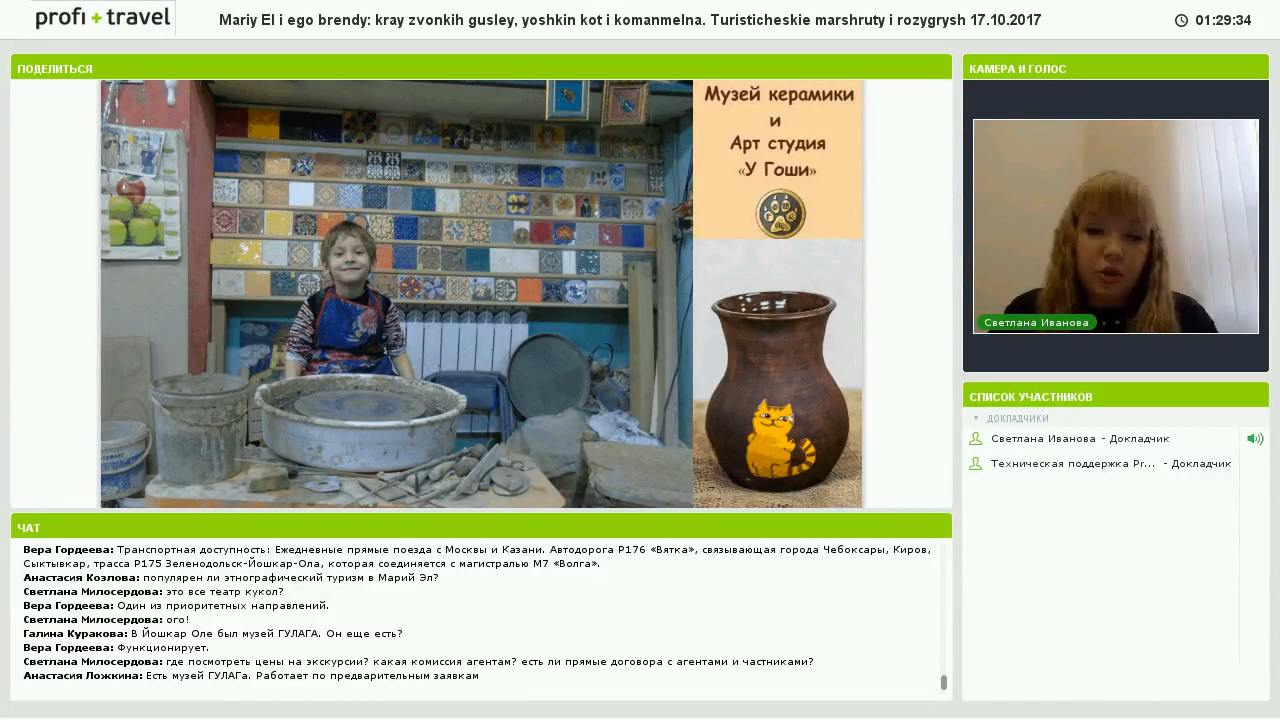 profi + travel
Mariy El i ego brendy: kray zvonkih gusley, yoshkin kot i komanmelna. Turisticheskie marshruty i rozygrysh 17.10.2017
01:29:34
ПОДЕЛИТЬСЯ
Музей керамики
и
Арт студия
«У Гоши»
КАМЕРА И ГОЛОС
Светлана Иванова
СПИСОК УЧАСТНИКОВ
ДОКЛАДЧИКИ
Светлана Иванова - Докладчик
Техническая поддержка Pr... - Докладчик
ЧАТ
Вера Гордеева: Транспортная доступность: Ежедневные прямые поезда с Москвы и Казани. Автодорога Р176 «Вятка», связывающая города Чебоксары, Киров,
Сыктывкар, трасса Р175 Зеленодольск-Йошкар-Ола, которая соединяется с магистралью М7 «Волга».
Анастасия Козлова: популярен ли этнографический туризм в Марий Эл?
Светлана Милосердова: это все театр кукол?
Вера Гордеева: Один из приоритетных направлений.
Светлана Милосердова: ого!
Галина Куракова: В Йошкар Оле был музей ГУЛАГА. Он еще есть?
Вера Гордеева: Функционирует.
Светлана Милосердова: где посмотреть цены на экскурсии? какая комиссия агентам? есть ли прямые договора с агентами и частниками?
Анастасия Ложкина: Есть музей ГУЛАГа. Работает по предварительным заявкам